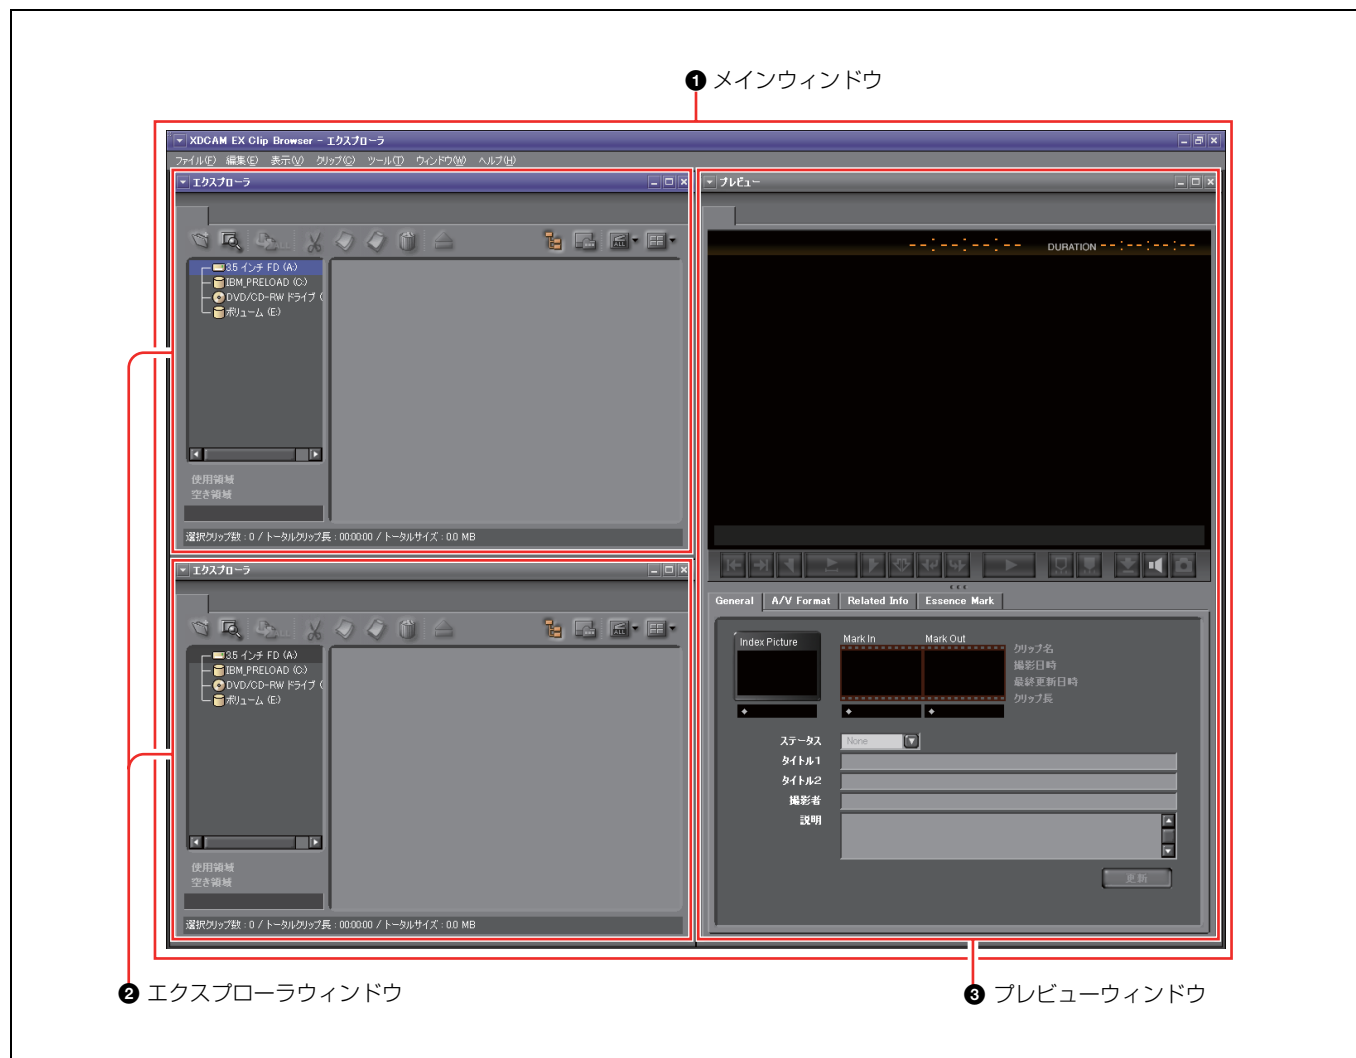 ❶ メインウィンドウ
XDCAM EX Clip Browser - エクスプローラ
ファイル(F) 編集(E) 表示(V) クリップ(C) ツール(T) ウィンドウ(W) ヘルプ(H)
エクスプローラ
ALL
3.5 インチ FD (A:)
IBM_PRELOAD (C:)
DVD/CD-RW ドライブ (
ボリューム (E:)
使用領域
空き領域
選択クリップ数 : 0 / トータルクリップ長 : 00:00:00 / トータルサイズ : 0.0 MB
エクスプローラ
ALL
3.5 インチ FD (A:)
IBM_PRELOAD (C:)
DVD/CD-RW ドライブ (
ボリューム (E:)
使用領域
空き領域
選択クリップ数 : 0 / トータルクリップ長 : 00:00:00 / トータルサイズ : 0.0 MB
プレビュー
--:--:--:-- DURATION --:--:--:--
General A/V Format Related Info Essence Mark
Index Picture Mark In Mark Out
クリップ名
撮影日時
最終更新日時
クリップ長
ステータス None
タイトル1
タイトル2
撮影者
説明
更新
❷ エクスプローラウィンドウ
❸ プレビューウィンドウ